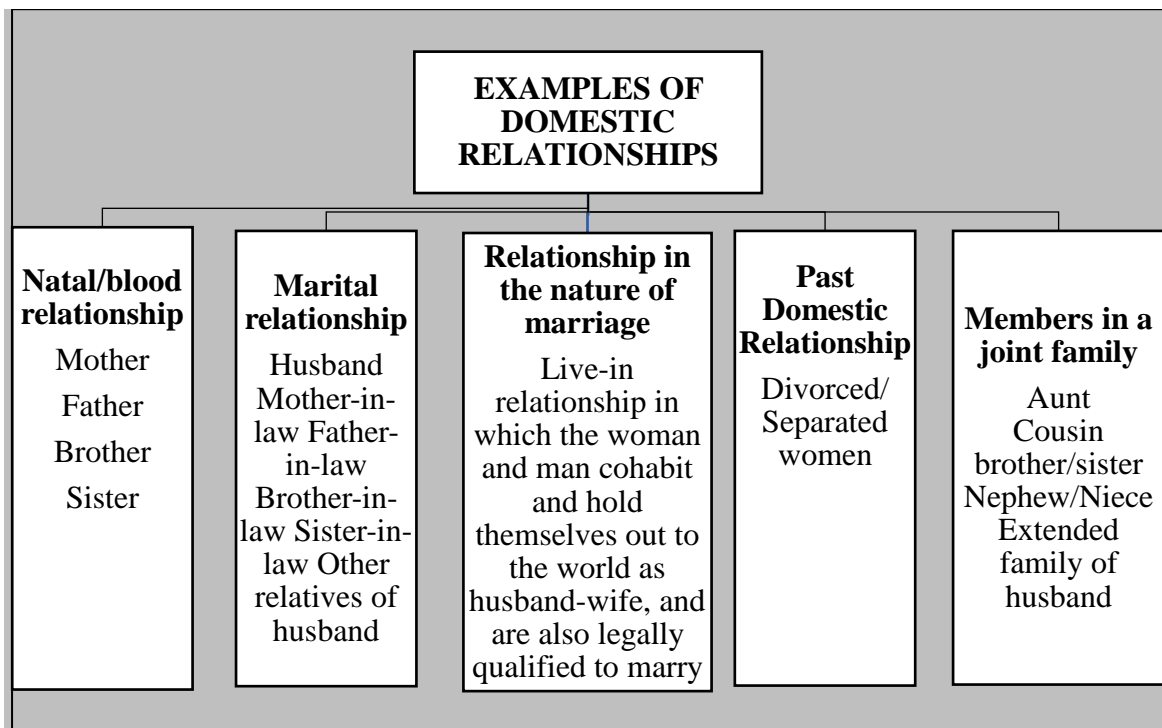 EXAMPLES OF
DOMESTIC
RELATIONSHIPS
Natal/blood
relationship
Mother
Father
Brother
Sister
Marital
relationship
Husband
Mother-in-
law Father-
in-law
Brother-in-
law Sister-in-
law Other
relatives of
husband
Relationship in
the nature of
marriage
Live-in
relationship in
which the woman
and man cohabit
and hold
themselves out to
the world as
husband-wife, and
are also legally
qualified to marry
Past
Domestic
Relationship
Divorced/
Separated
women
Members in a
joint family
Aunt
Cousin
brother/sister
Nephew/Niece
Extended
family of
husband